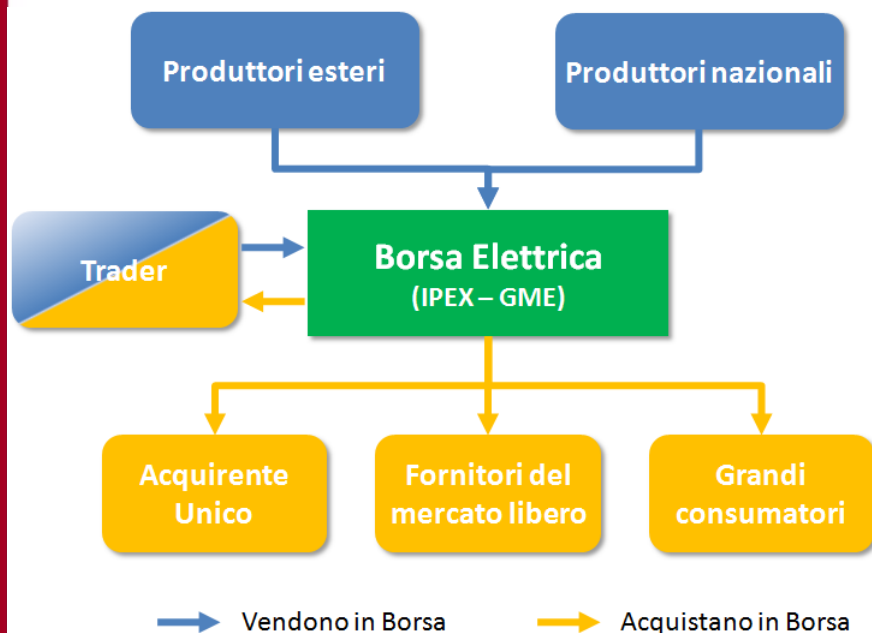 Produttori esteri
Produttori nazionali
Trader
Borsa Elettrica
(IPEX – GME)
Acquirente
Unico
Fornitori del
mercato libero
Grandi
consumatori
Vendono in Borsa
Acquistano in Borsa